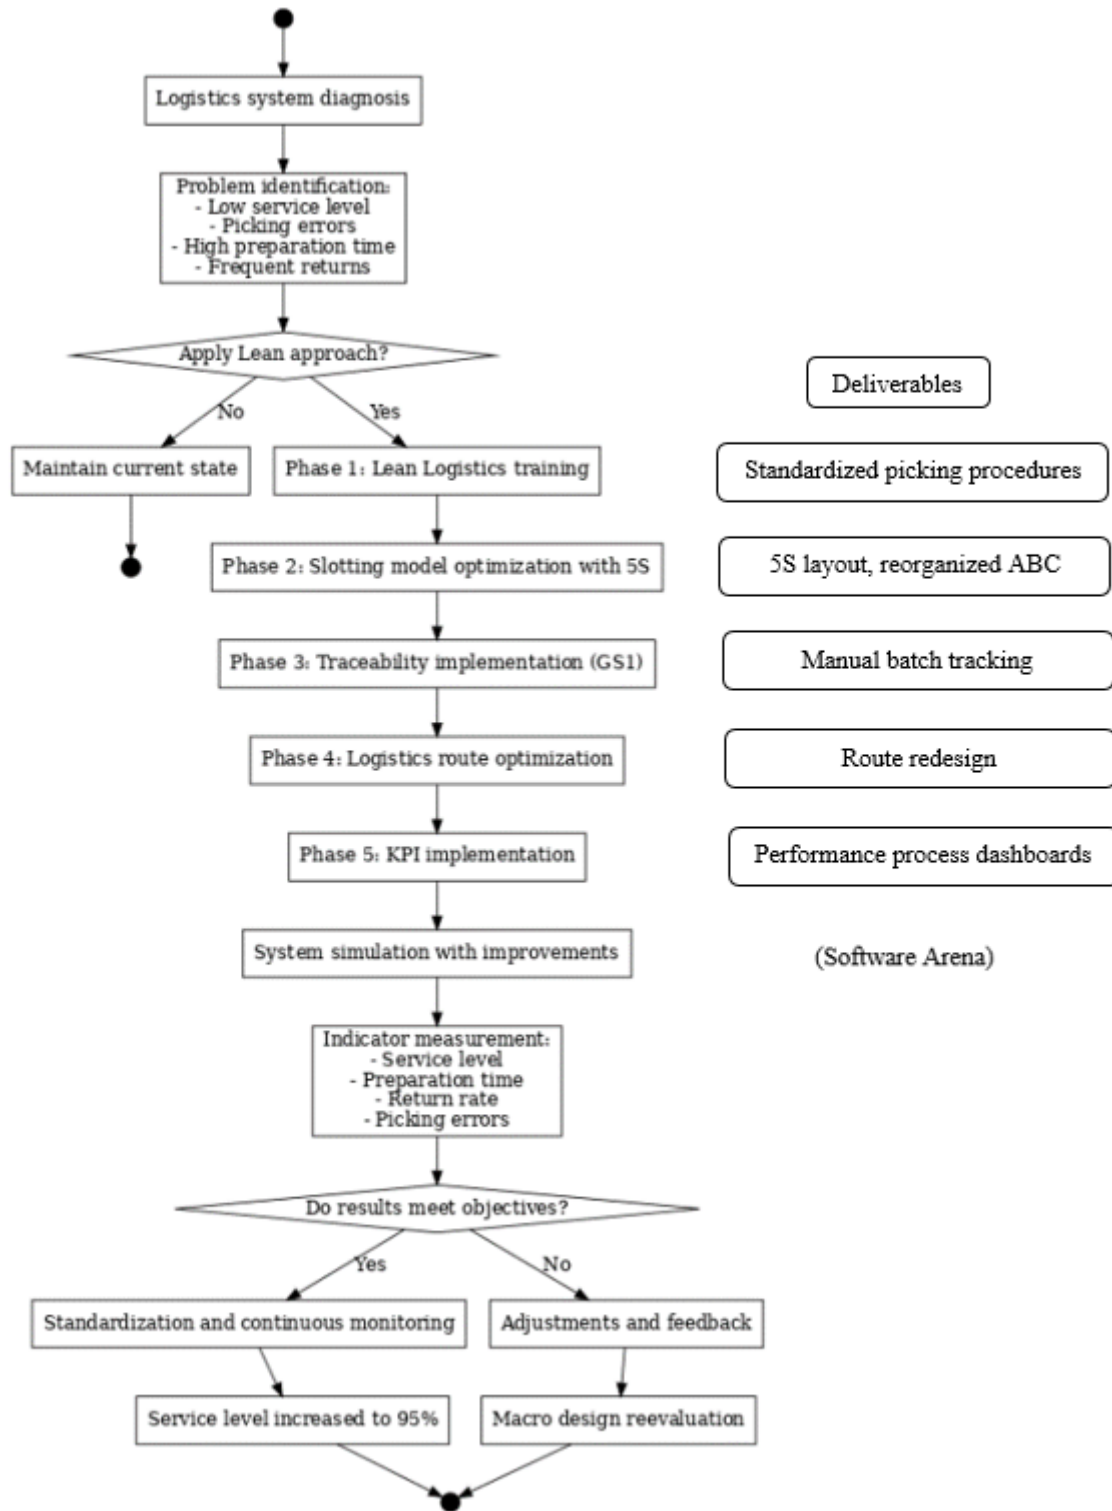 Logistics system diagnosis
Problem identification:
- Low service level
- Picking errors
- High preparation time
- Frequent returns
Apply Lean approach?
No
Yes
Deliverables
Maintain current state
Phase 1: Lean Logistics training
Standardized picking procedures
Phase 2: Slotting model optimization with 5S
5S layout, reorganized ABC
Phase 3: Traceability implementation (GS1)
Manual batch tracking
Phase 4: Logistics route optimization
Route redesign
Phase 5: KPI implementation
Performance process dashboards
System simulation with improvements
(Software Arena)
Indicator measurement:
- Service level
- Preparation time
- Return rate
- Picking errors
Do results meet objectives?
Yes
No
Standardization and continuous monitoring
Adjustments and feedback
Service level increased to 95%
Macro design reevaluation